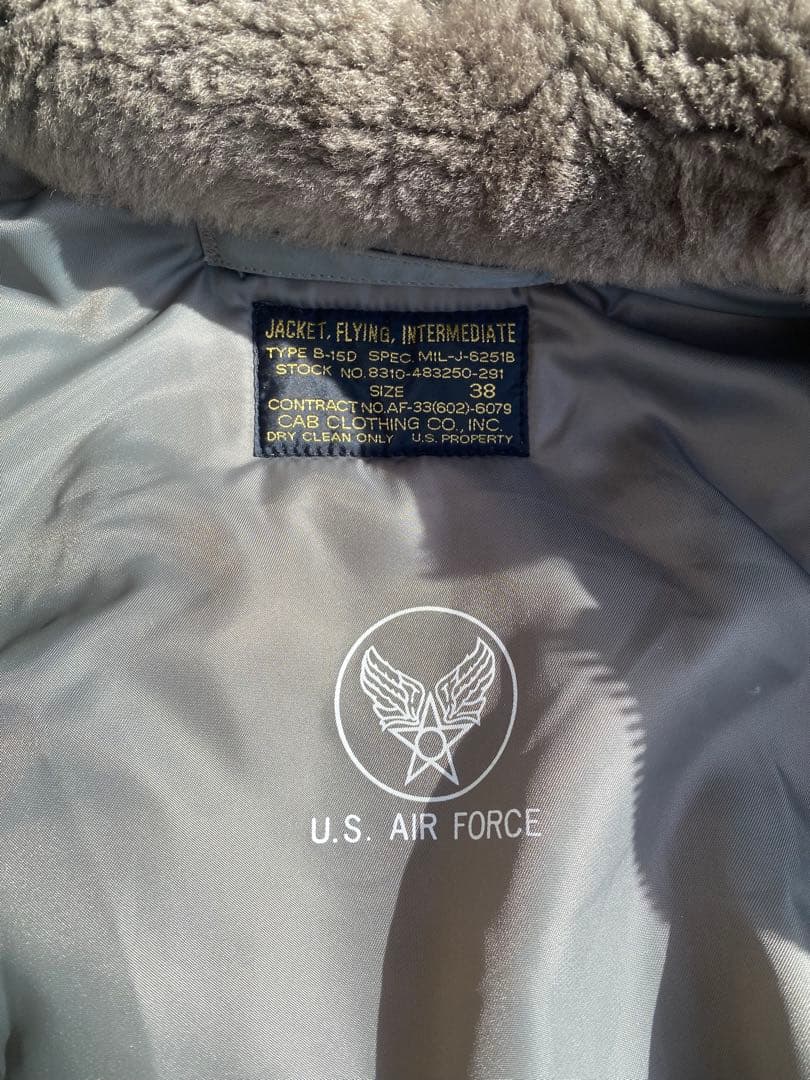 JACKET, FLYING, INTERMEDIATE
TYPE B-15D SPEC. MIL-J-6251B
STOCK NO. 8310-483250-291
SIZE 38
CONTRACT NO. AF-33(602)-6079
CAB CLOTHING CO., INC.
DRY CLEAN ONLY U.S. PROPERTY
U.S. AIR FORCE